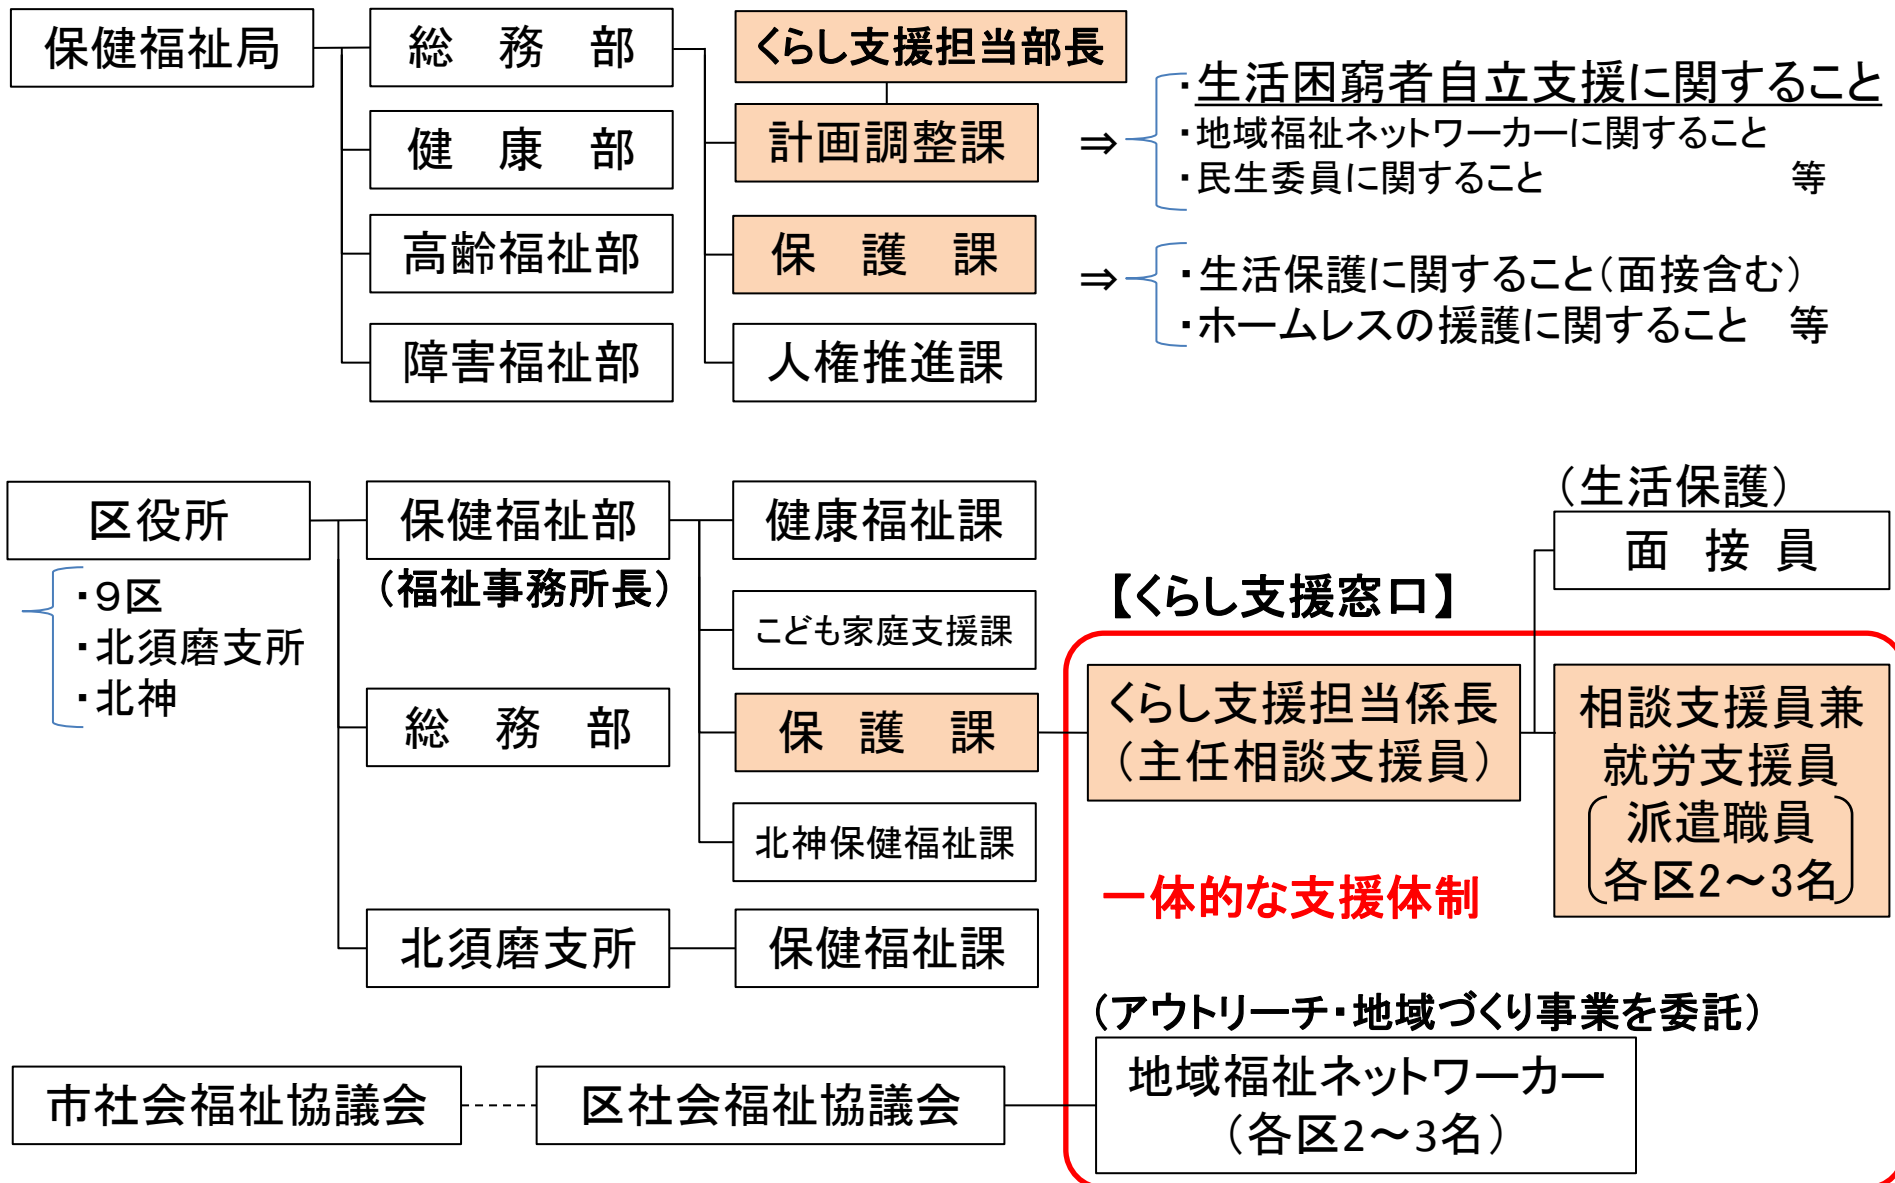 保健福祉局
総　務　部
くらし支援担当部長
・生活困窮者自立支援に関すること
健　康　部
計画調整課
⇒
・地域福祉ネットワーカーに関すること
・民生委員に関すること　　　　　　等
高齢福祉部
保　護　課
⇒
・生活保護に関すること（面接含む）
・ホームレスの援護に関すること　等
障害福祉部
人権推進課
区役所
・9区
・北須磨支所
・北神
保健福祉部
（福祉事務所長）
総　務　部
北須磨支所
健康福祉課
こども家庭支援課
保　護　課
北神保健福祉課
保健福祉課
（生活保護）
面　接　員
【くらし支援窓口】
くらし支援担当係長
（主任相談支援員）
相談支援員兼
就労支援員
派遣職員
各区2～3名
一体的な支援体制
（アウトリーチ・地域づくり事業を委託）
市社会福祉協議会
区社会福祉協議会
地域福祉ネットワーカー
（各区2～3名）